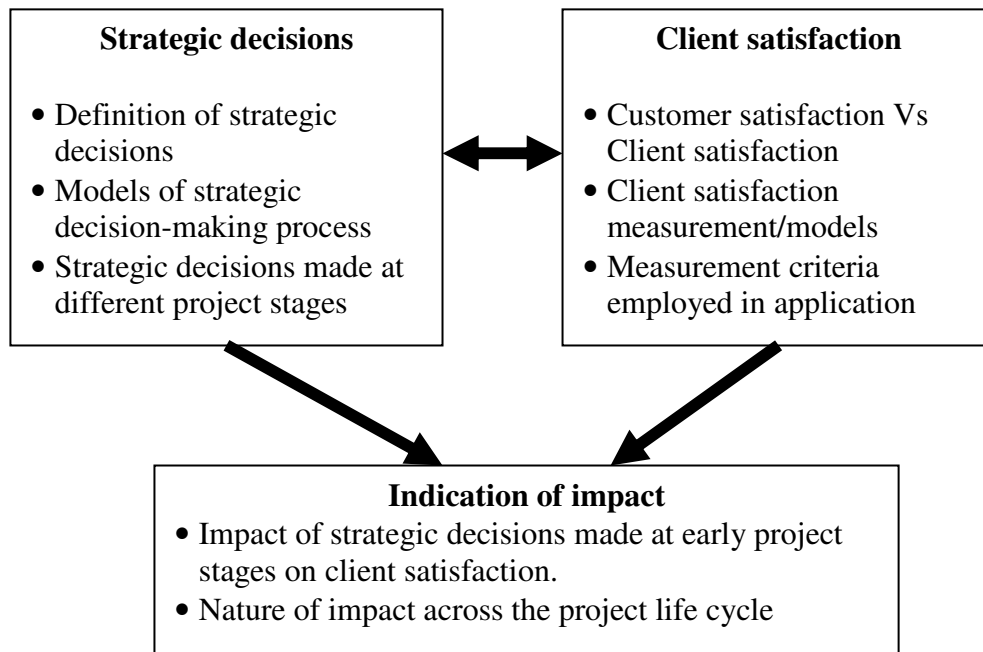 Strategic decisions
• Definition of strategic
decisions
• Models of strategic
decision-making process
• Strategic decisions made at
different project stages
Client satisfaction
• Customer satisfaction Vs
Client satisfaction
• Client satisfaction
measurement/models
• Measurement criteria
employed in application
Indication of impact
• Impact of strategic decisions made at early project
stages on client satisfaction.
• Nature of impact across the project life cycle